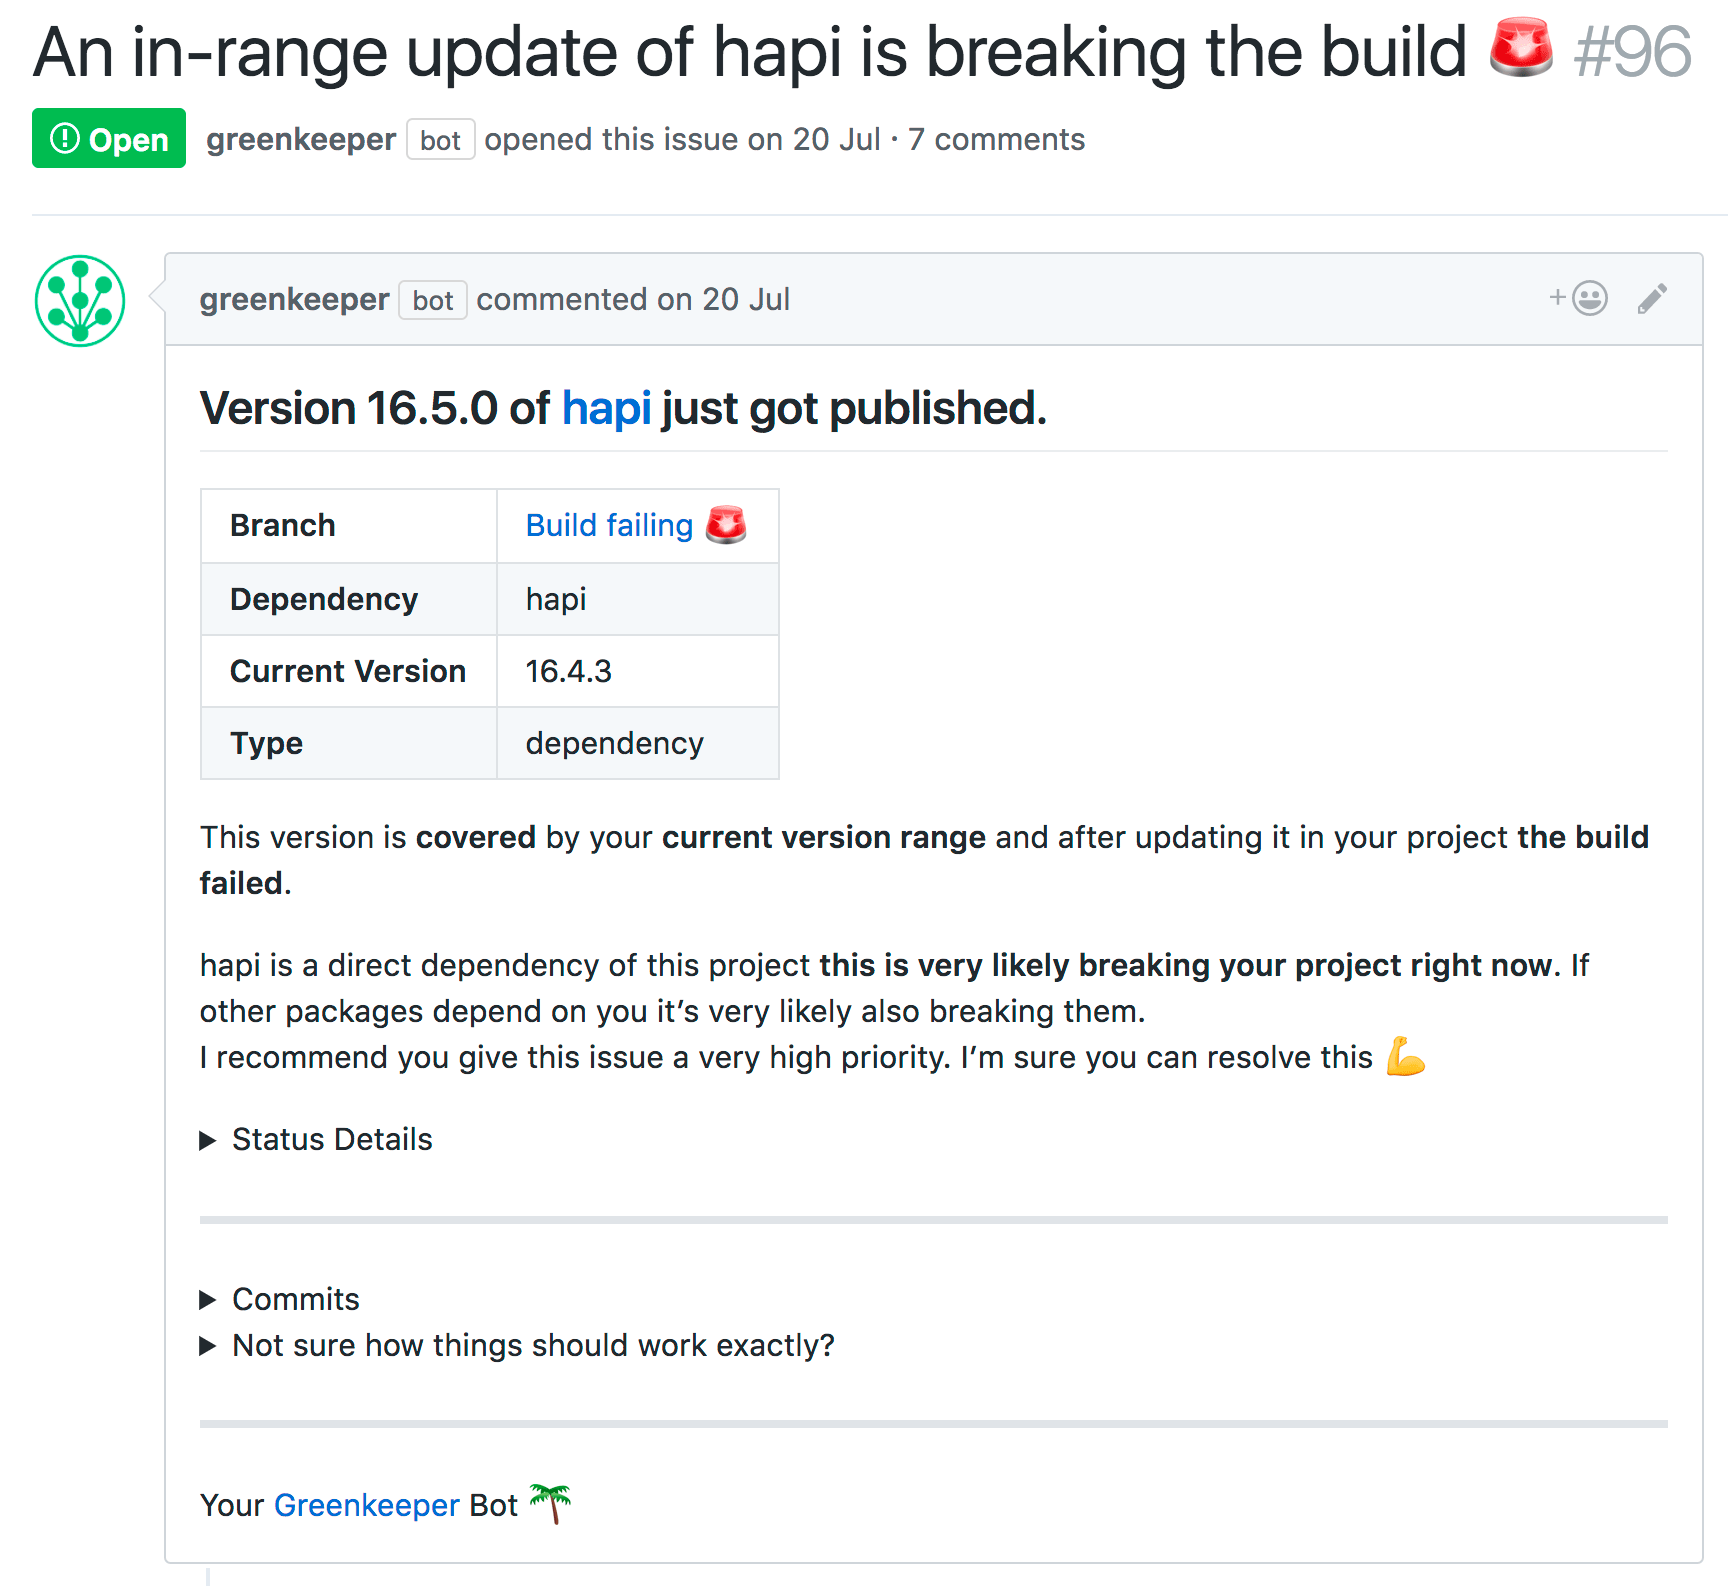 An in-range update of hapi is breaking the build 🚨 #96
Open greenkeeper bot opened this issue on 20 Jul · 7 comments
greenkeeper bot commented on 20 Jul
Version 16.5.0 of hapi just got published.
Branch Build failing 🚨
Dependency hapi
Current Version 16.4.3
Type dependency
This version is covered by your current version range and after updating it in your project the build
failed.
hapi is a direct dependency of this project this is very likely breaking your project right now. If
other packages depend on you it’s very likely also breaking them.
I recommend you give this issue a very high priority. I’m sure you can resolve this 💪
Status Details
Commits
Not sure how things should work exactly?
Your Greenkeeper Bot 🌴